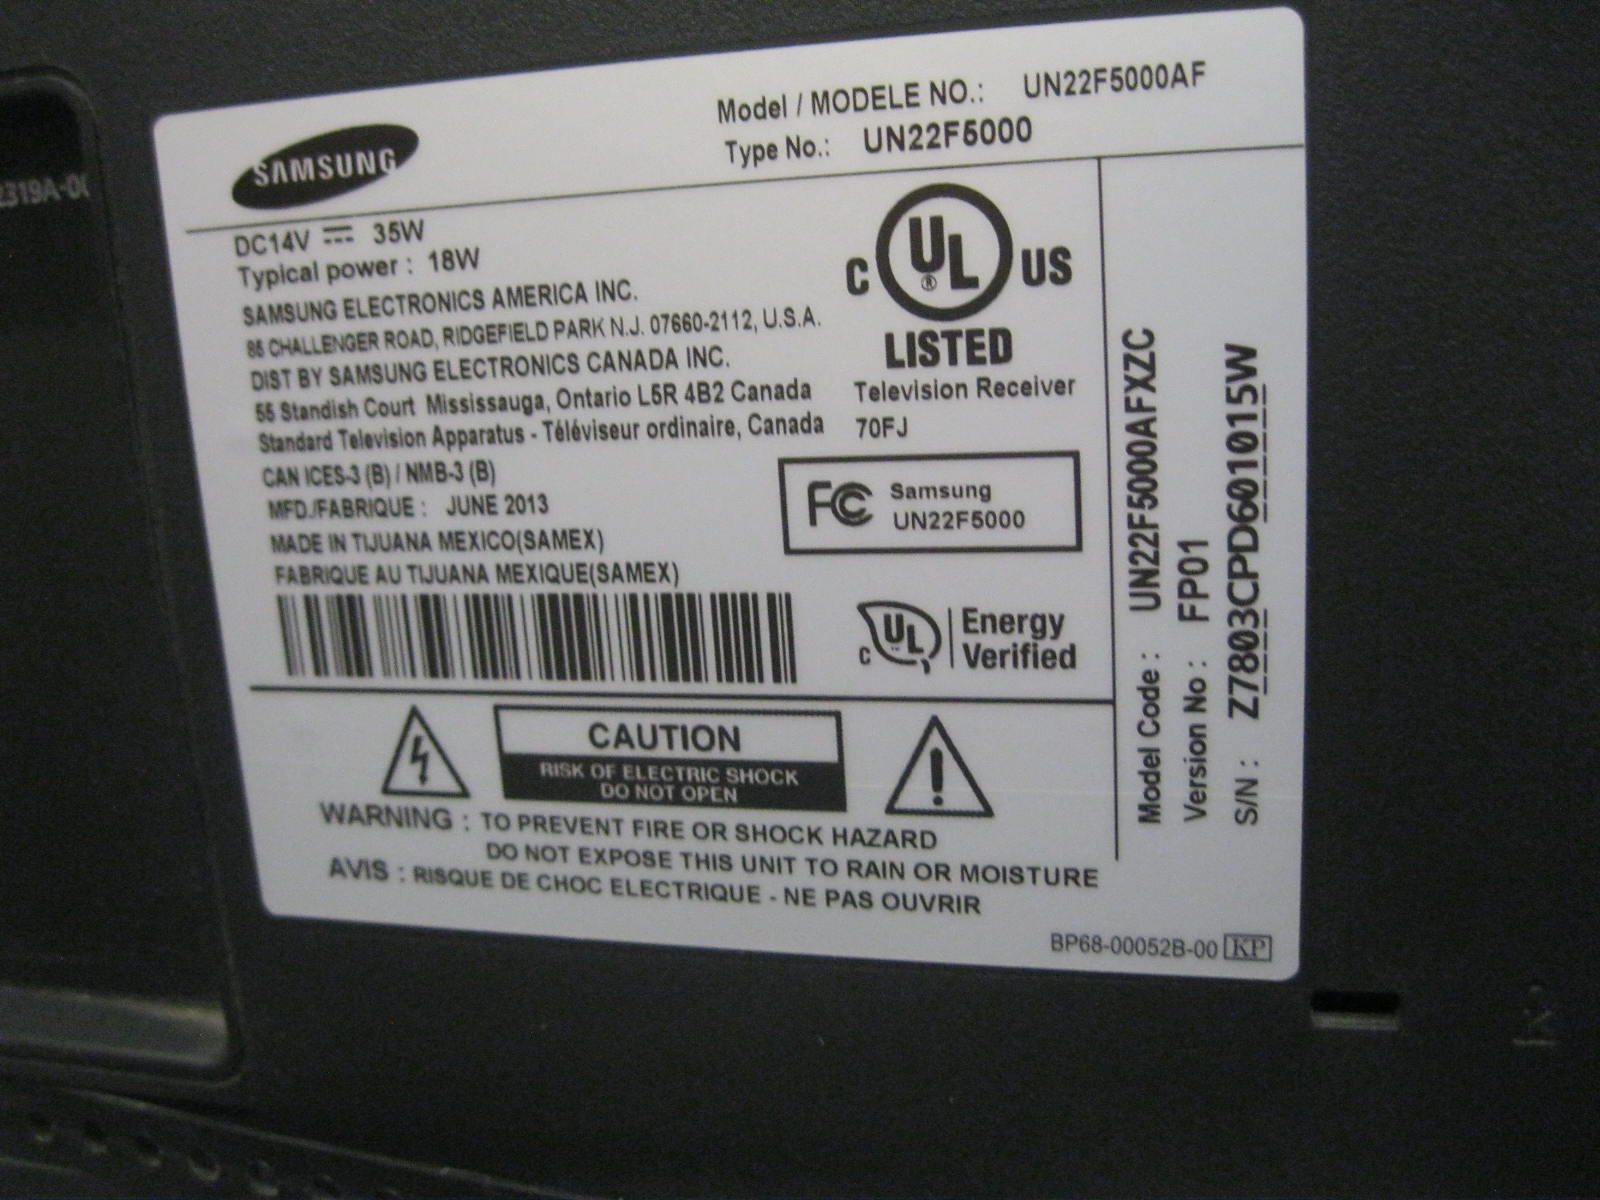 SAMSUNG
Model / MODELE NO.: UN22F5000AF
Type No.: UN22F5000
DC14V 35W
Typical power : 18W
SAMSUNG ELECTRONICS AMERICA INC.
85 CHALLENGER ROAD, RIDGEFIELD PARK N.J. 07660-2112, U.S.A.
DIST BY SAMSUNG ELECTRONICS CANADA INC.
55 Standish Court Mississauga, Ontario L5R 4B2 Canada
Standard Television Apparatus - Téléviseur ordinaire, Canada
CAN ICES-3 (B) / NMB-3 (B)
MFD./FABRIQUE : JUNE 2013
MADE IN TIJUANA MEXICO(SAMEX)
FABRIQUE AU TIJUANA MEXIQUE(SAMEX)
C UL ® US
LISTED
Television Receiver
70FJ
FC Samsung
UN22F5000
C UL Energy
Verified
Model Code : UN22F5000AFXZC
Version No : FP01
S/N : Z7803CPD601015W
CAUTION
RISK OF ELECTRIC SHOCK
DO NOT OPEN
WARNING : TO PREVENT FIRE OR SHOCK HAZARD
DO NOT EXPOSE THIS UNIT TO RAIN OR MOISTURE
AVIS : RISQUE DE CHOC ELECTRIQUE - NE PAS OUVRIR
BP68-00052B-00 KP